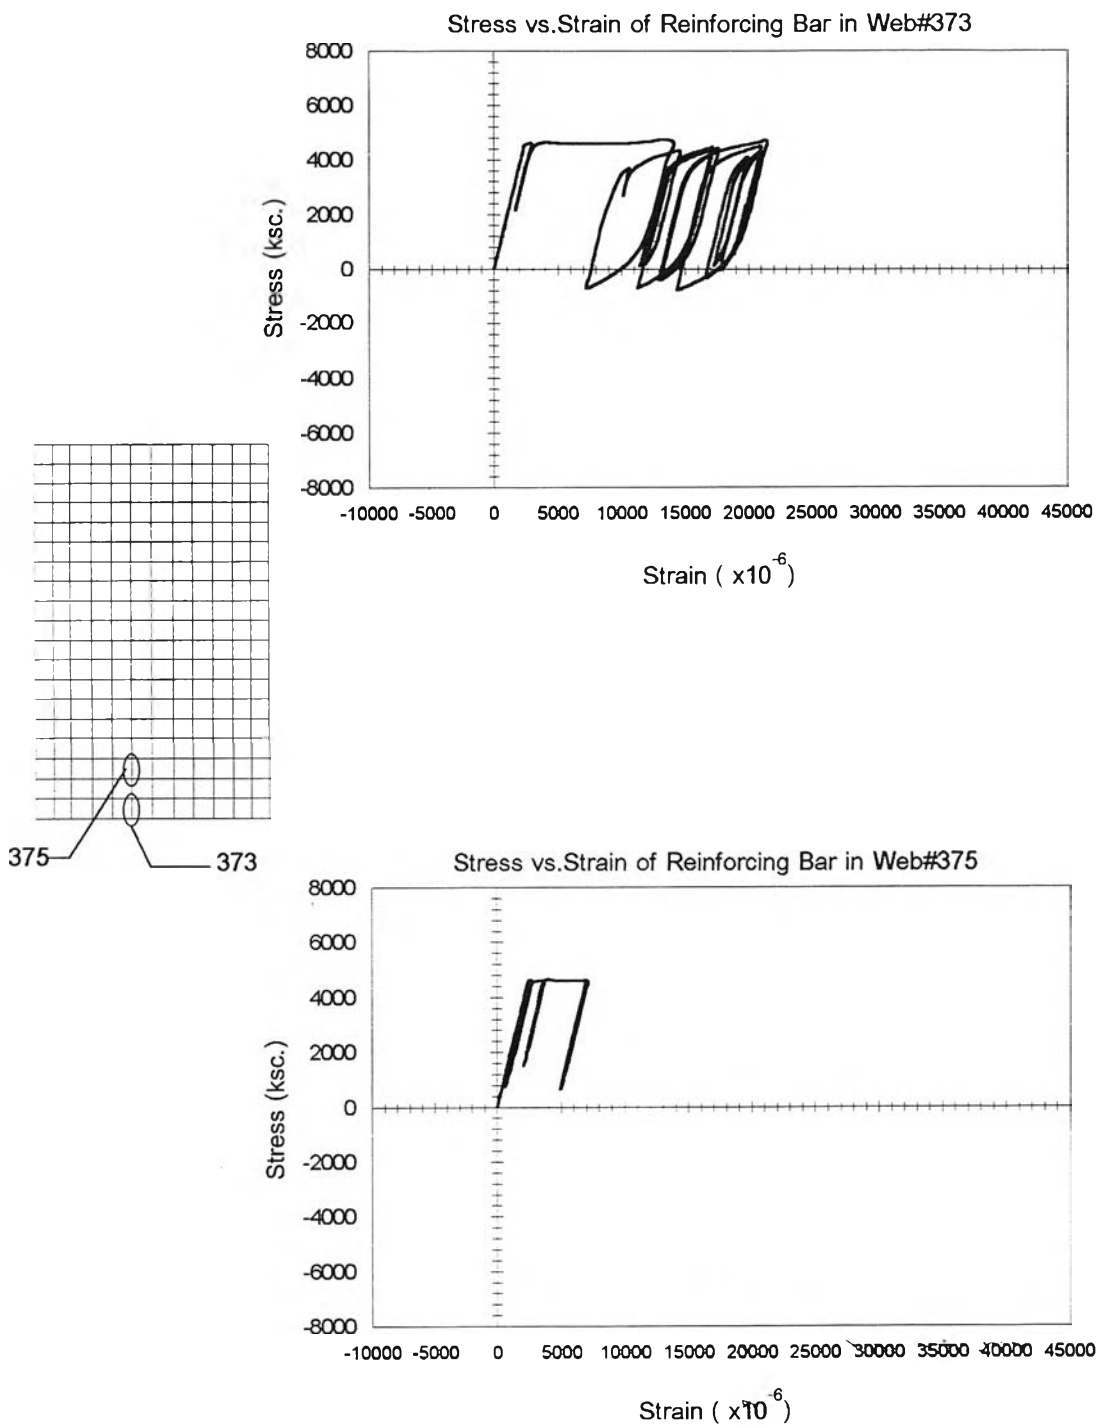 Stress vs.Strain of Reinforcing Bar in Web#373
8000
6000
4000
2000
0
-2000
-4000
-6000
-8000
Stress (ksc.)
-10000 -5000 0 5000 10000 15000 20000 25000 30000 35000 40000 45000
Strain ( x10-6)
375
373
Stress vs.Strain of Reinforcing Bar in Web#375
8000
6000
4000
2000
0
-2000
-4000
-6000
-8000
Stress (ksc.)
-10000 -5000 0 5000 10000 15000 20000 25000 30000 35000 40000 45000
Strain ( x10-6)